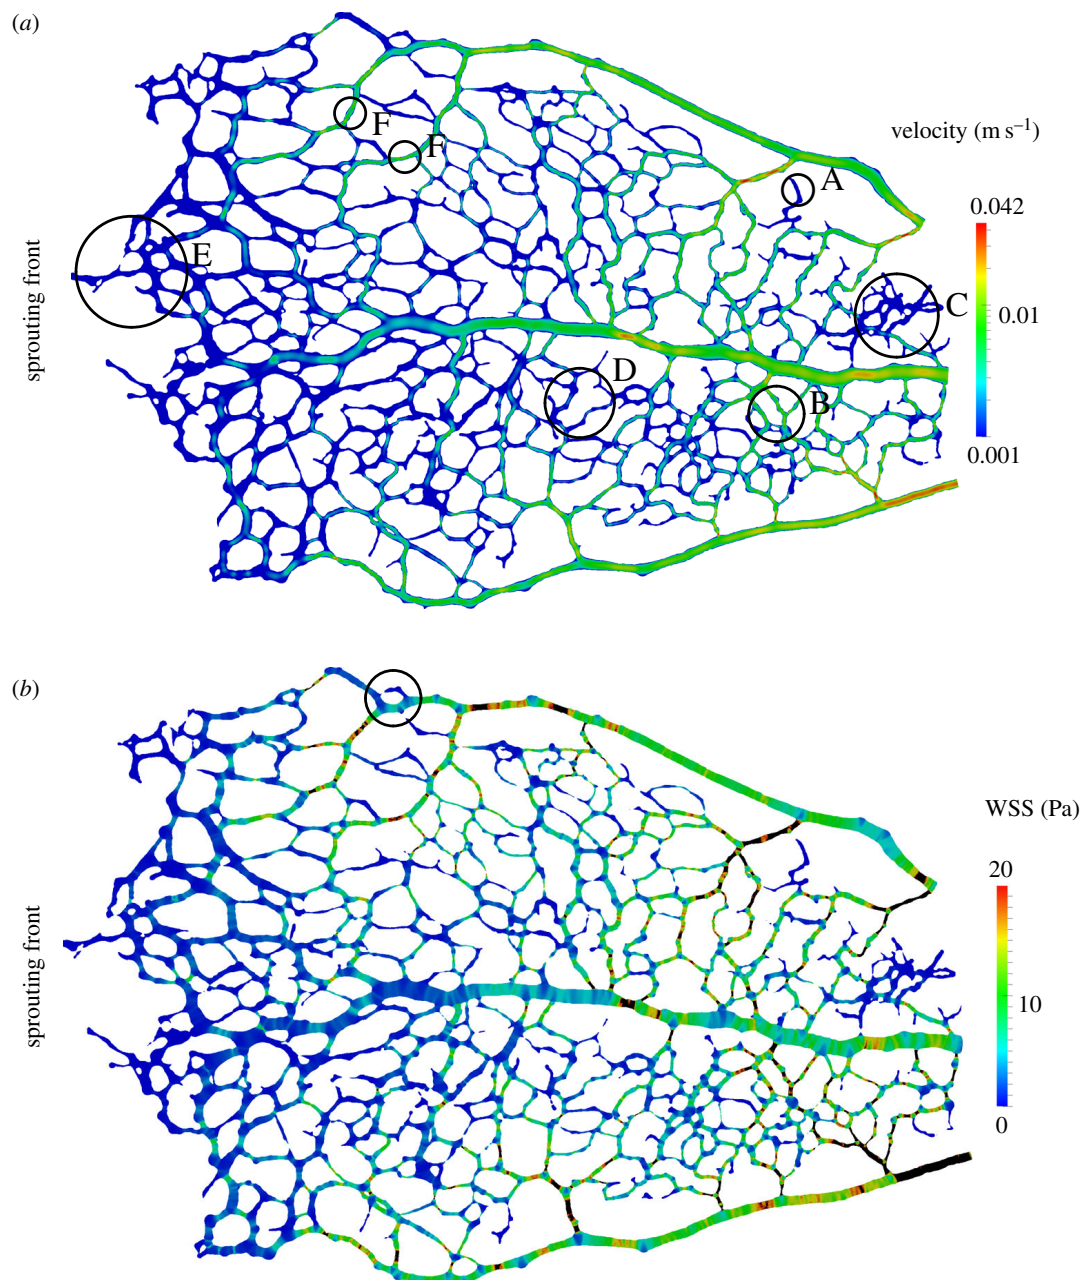 (a)
F
F
velocity (m s⁻¹)
A
0.042
E
C
0.01
sprouting front
D
B
0.001
(b)
WSS (Pa)
20
sprouting front
10
0